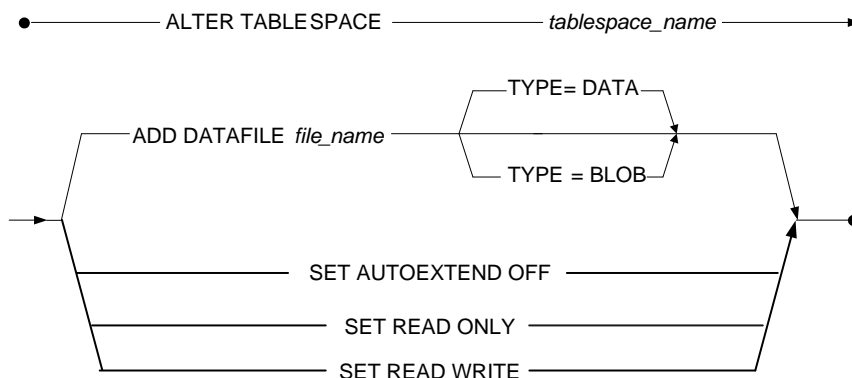 ALTER TABLESPACE tablespace_name
TYPE= DATA
ADD DATAFILE file_name
TYPE = BLOB
SET AUTOEXTEND OFF
SET READ ONLY
SET READ WRITE